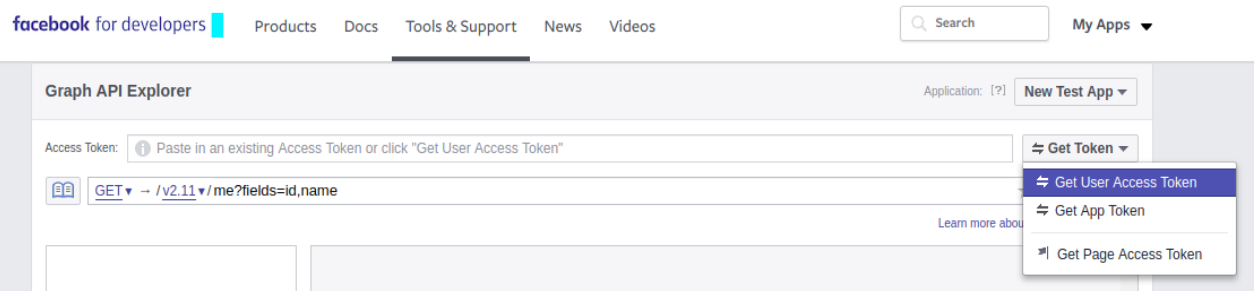 facebook for developers Products Docs Tools & Support News Videos Search My Apps
Graph API Explorer Application: [?] New Test App
Access Token: Paste in an existing Access Token or click "Get User Access Token" Get Token
GET → / v2.11 / me?fields=id,name
Get User Access Token
Get App Token
Learn more abou
Get Page Access Token